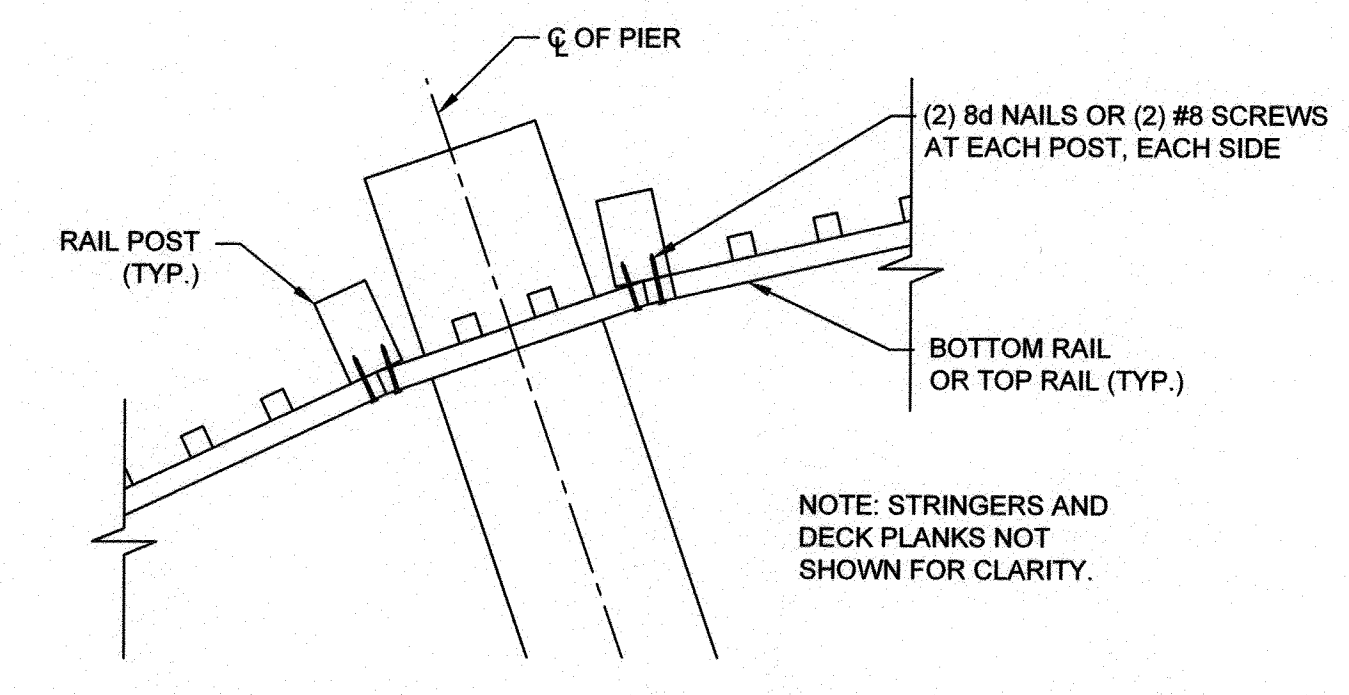 ℄ OF PIER
(2) 8d NAILS OR (2) #8 SCREWS
AT EACH POST, EACH SIDE
RAIL POST
(TYP.)
BOTTOM RAIL
OR TOP RAIL (TYP.)
NOTE: STRINGERS AND
DECK PLANKS NOT
SHOWN FOR CLARITY.